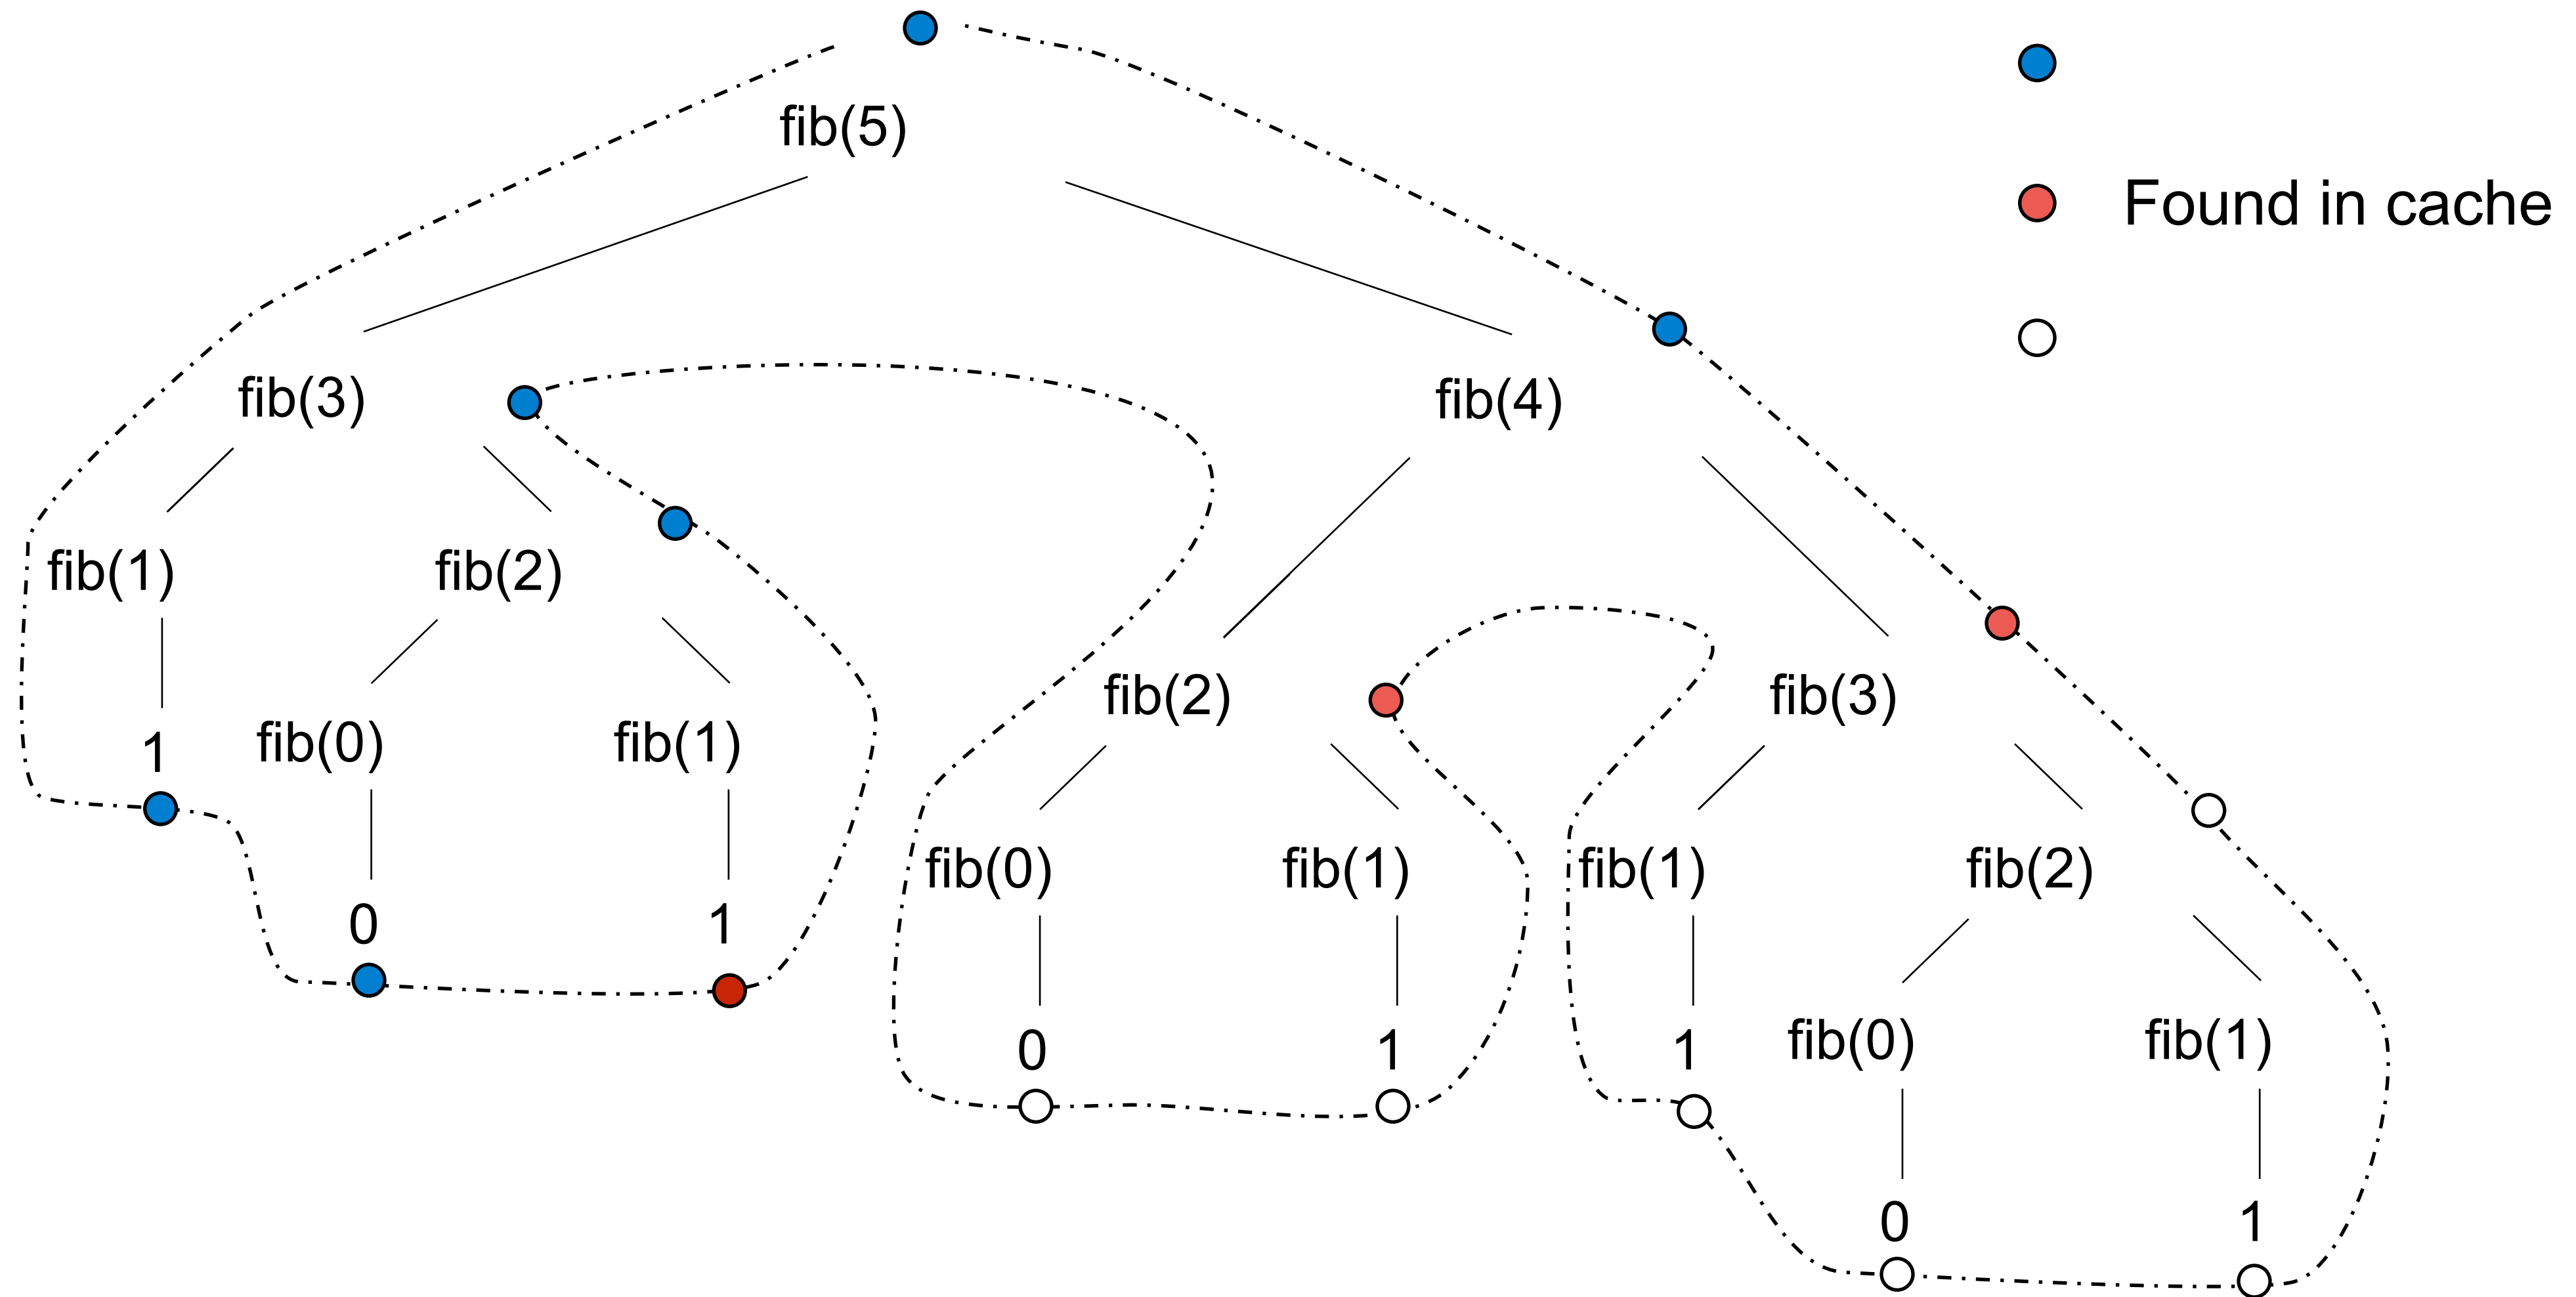 fib(5)
Found in cache
fib(3)
fib(4)
fib(1)
fib(2)
fib(2)
fib(3)
1
fib(0)
fib(1)
fib(0)
fib(1)
fib(1)
fib(2)
0
1
0
1
1
fib(0)
fib(1)
0
1